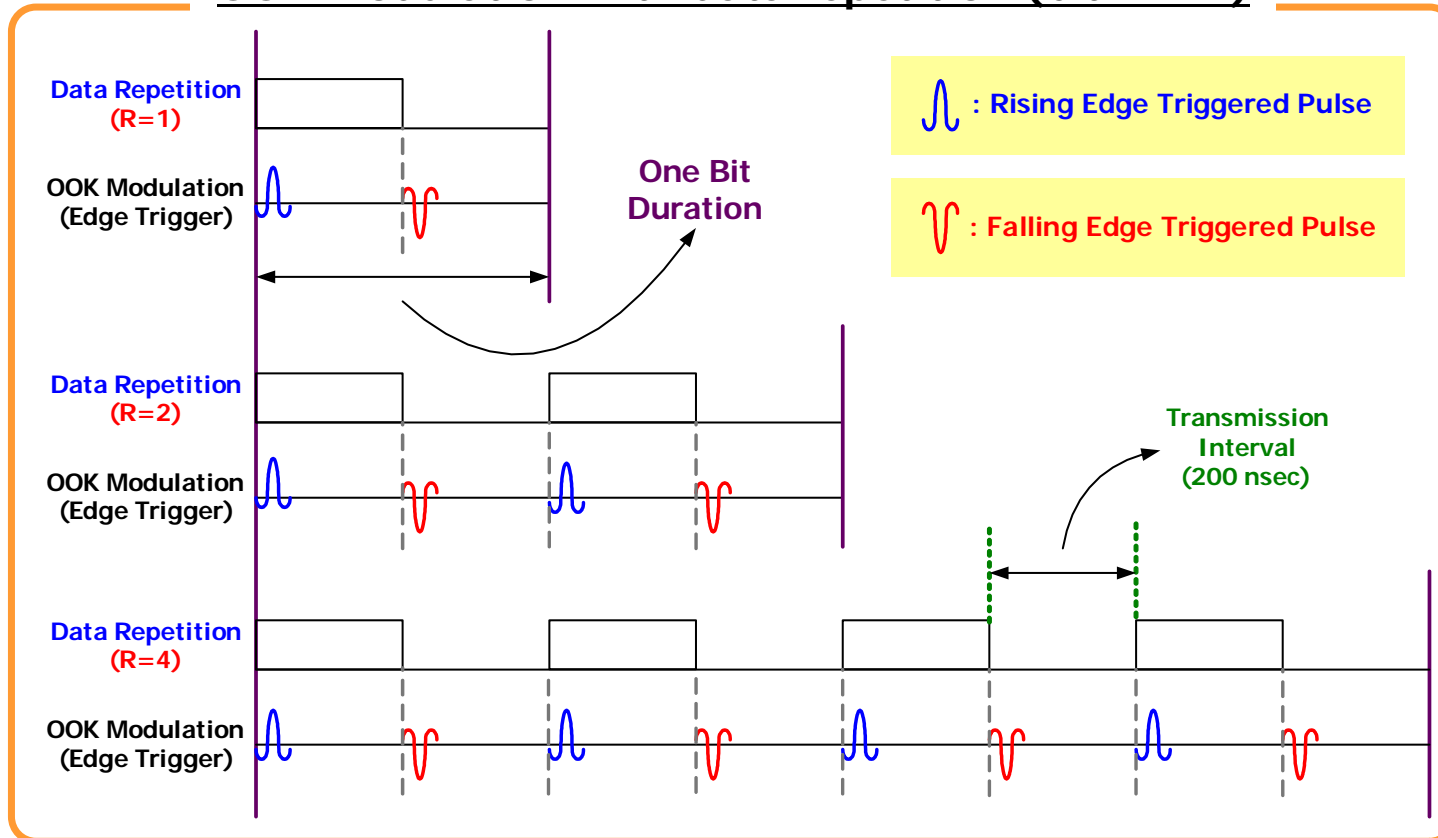 Data Repetition
(R=1)
OOK Modulation
(Edge Trigger)
One Bit
Duration
: Rising Edge Triggered Pulse
: Falling Edge Triggered Pulse
Data Repetition
(R=2)
OOK Modulation
(Edge Trigger)
Transmission
Interval
(200 nsec)
Data Repetition
(R=4)
OOK Modulation
(Edge Trigger)